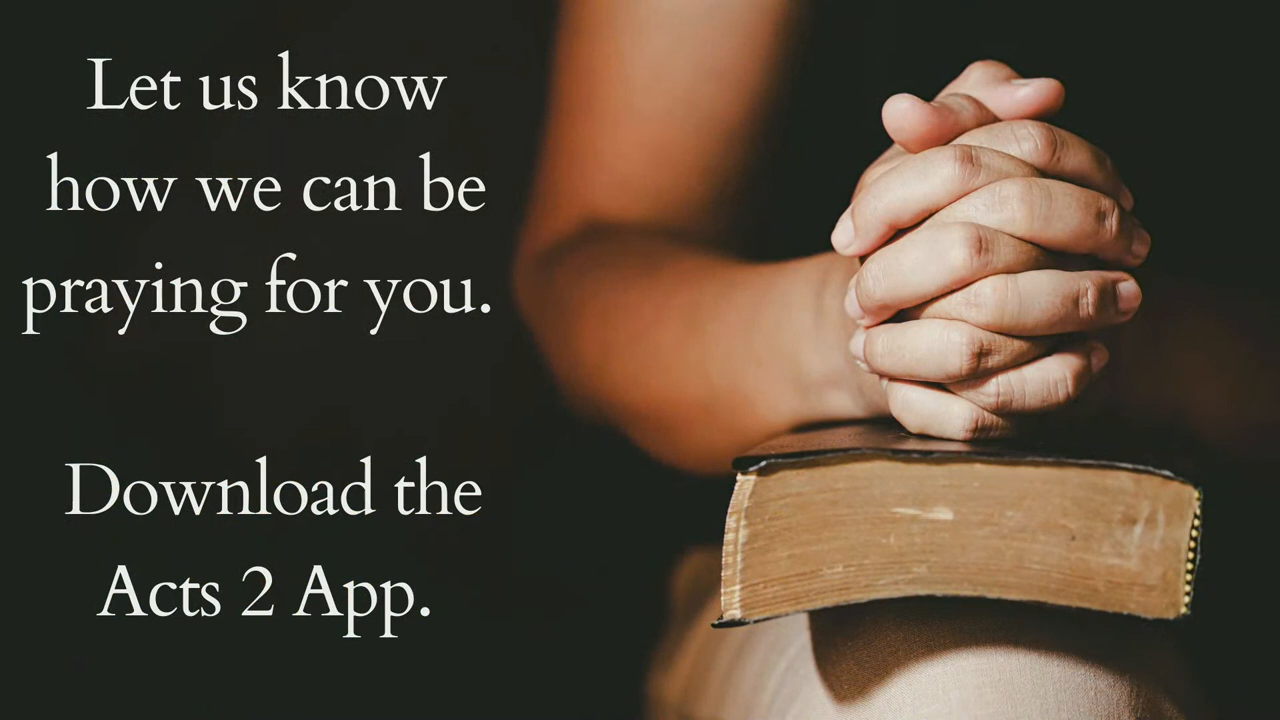 Let us know
how we can be
praying for you.
Download the
Acts 2 App.